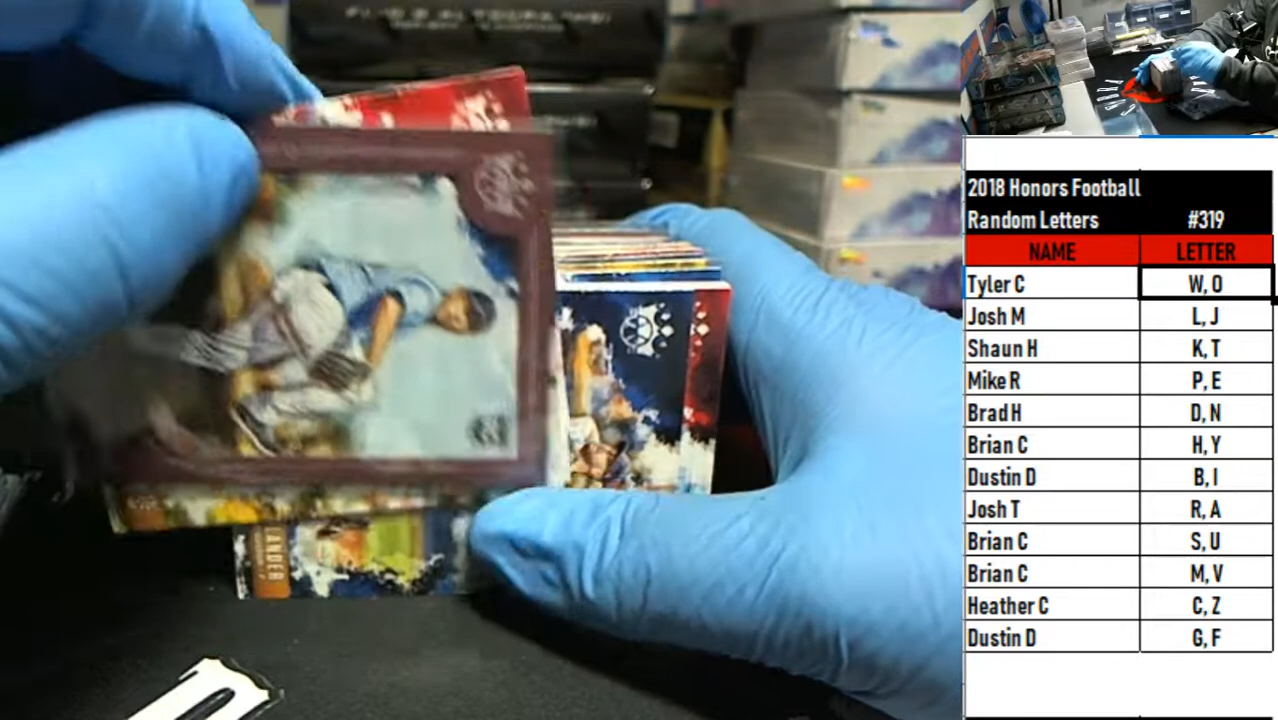 LANDER
2018 Honors Football
Random Letters #319
NAME LETTER
Tyler C W, O
Josh M L, J
Shaun H K, T
Mike R P, E
Brad H D, N
Brian C H, Y
Dustin D B, I
Josh T R, A
Brian C S, U
Brian C M, V
Heather C C, Z
Dustin D G, F